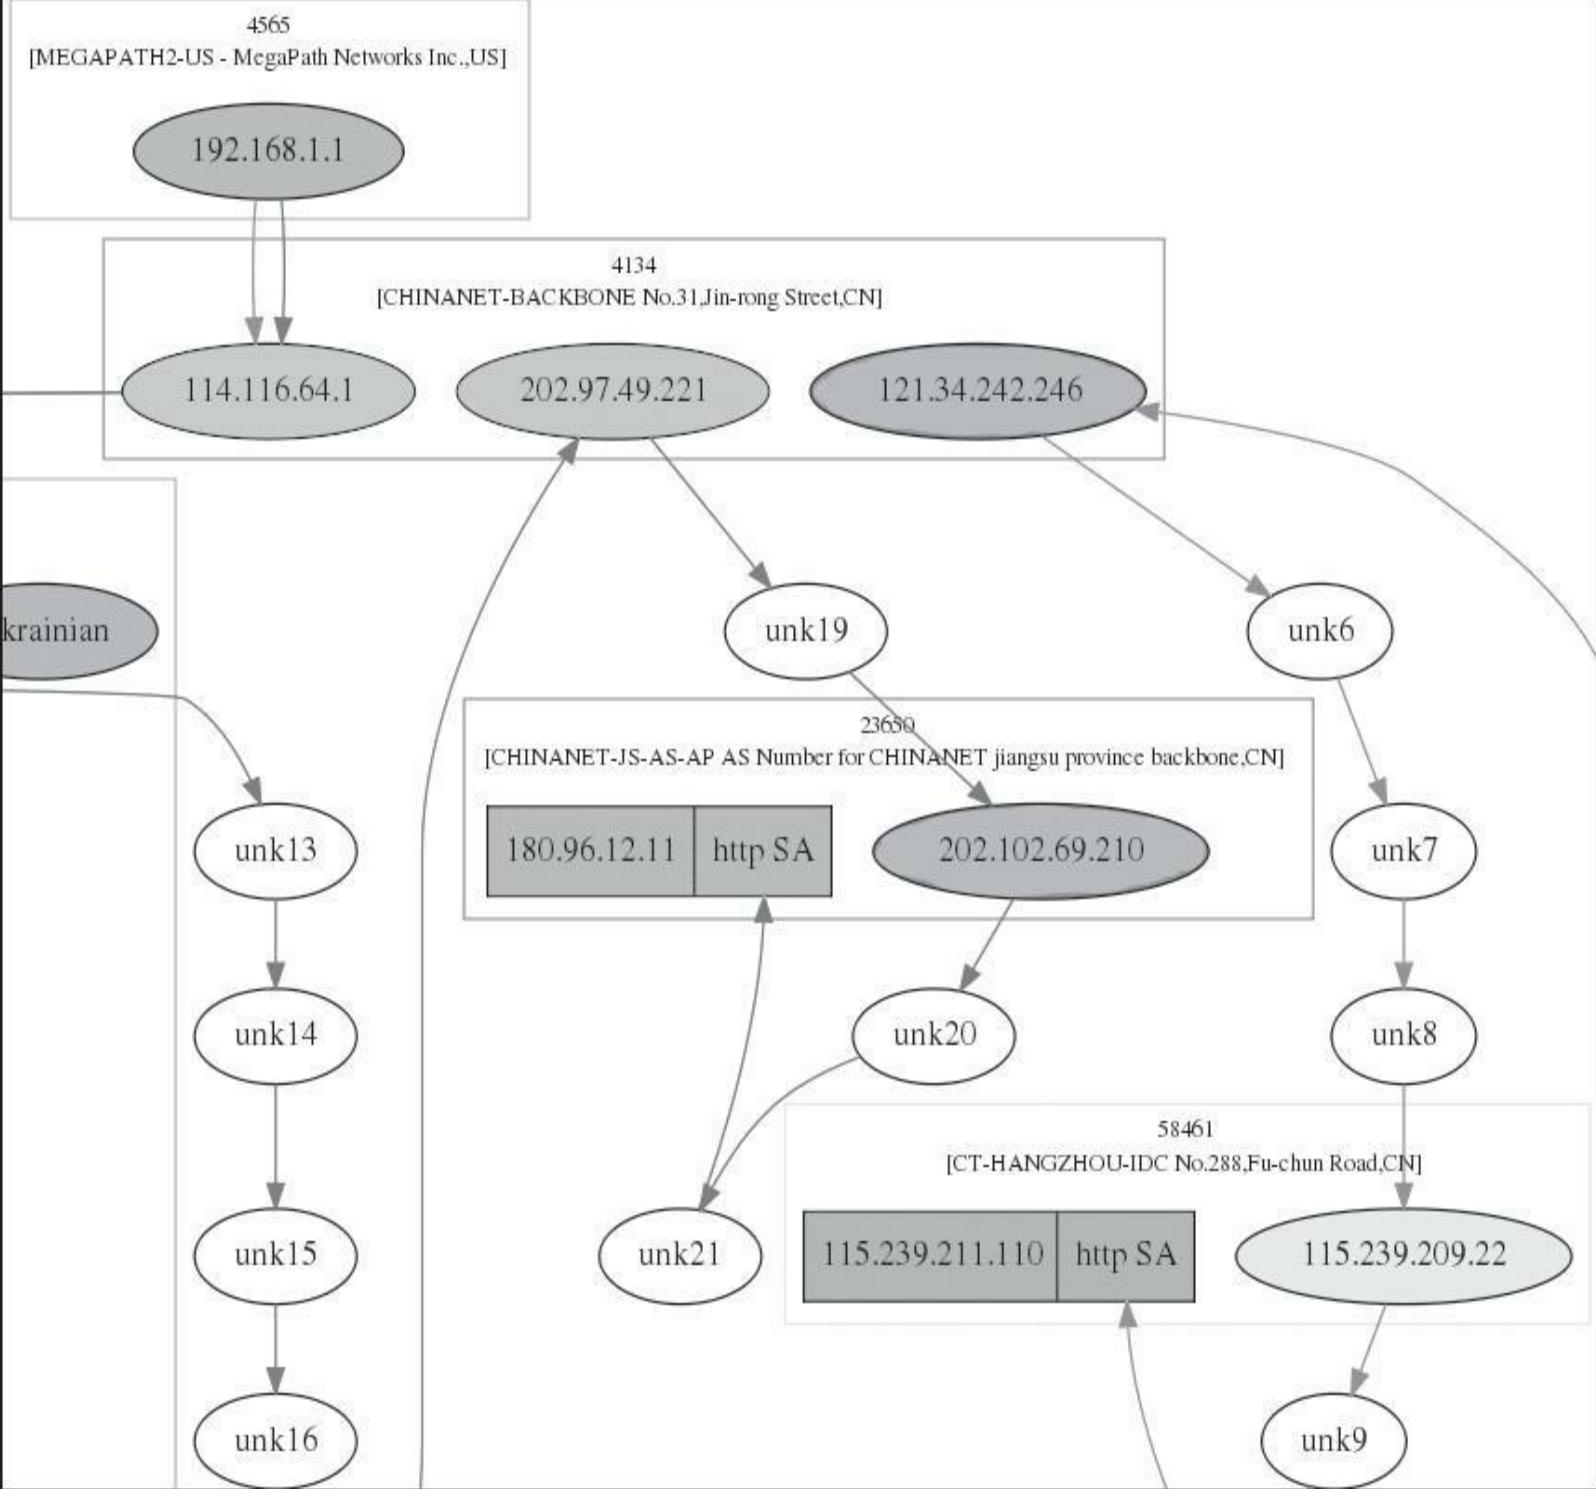 4565
[MEGAPATH2-US - MegaPath Networks Inc.,US]
192.168.1.1
4134
[CHINANET-BACKBONE No.31,Jin-rong Street,CN]
114.116.64.1
202.97.49.221
121.34.242.246
krainian
unk19
unk6
23650
[CHINANET-JS-AS-AP AS Number for CHINANET jiangsu province backbone,CN]
unk13
180.96.12.11
http SA
202.102.69.210
unk7
unk14
unk20
unk8
58461
[CT-HANGZHOU-IDC No.288,Fu-chun Road,CN]
unk15
unk21
115.239.211.110
http SA
115.239.209.22
unk16
unk9